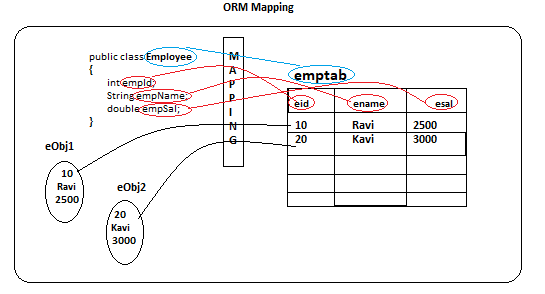 ORM Mapping
public class Employee
{
int empId;
String empName;
double empSal;
}
M
A
P
P
I
N
G
emptab
eid ename esal
10 Ravi 2500
20 Kavi 3000
eObj1
10
Ravi
2500
eObj2
20
Kavi
3000